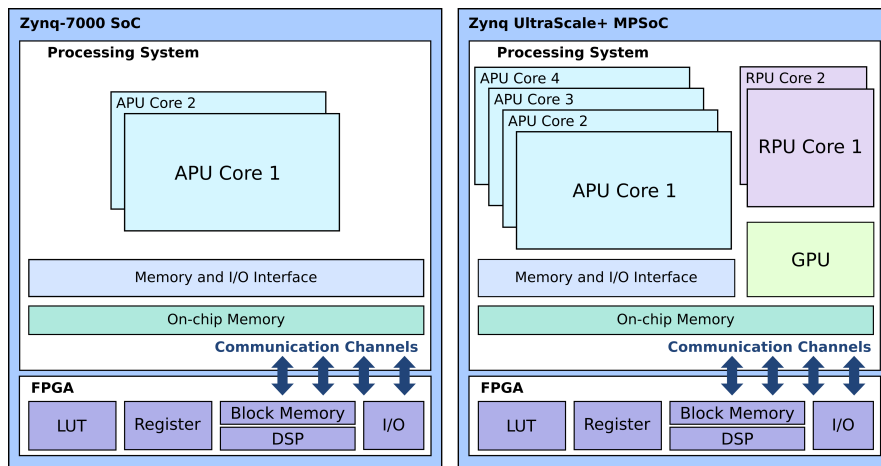 Zynq-7000 SoC
Processing System
APU Core 2
APU Core 1
Memory and I/O Interface
On-chip Memory
Communication Channels
FPGA
LUT
Register
Block Memory
DSP
I/O
Zynq UltraScale+ MPSoC
Processing System
APU Core 4
APU Core 3
APU Core 2
APU Core 1
RPU Core 2
RPU Core 1
GPU
Memory and I/O Interface
On-chip Memory
Communication Channels
FPGA
LUT
Register
Block Memory
DSP
I/O